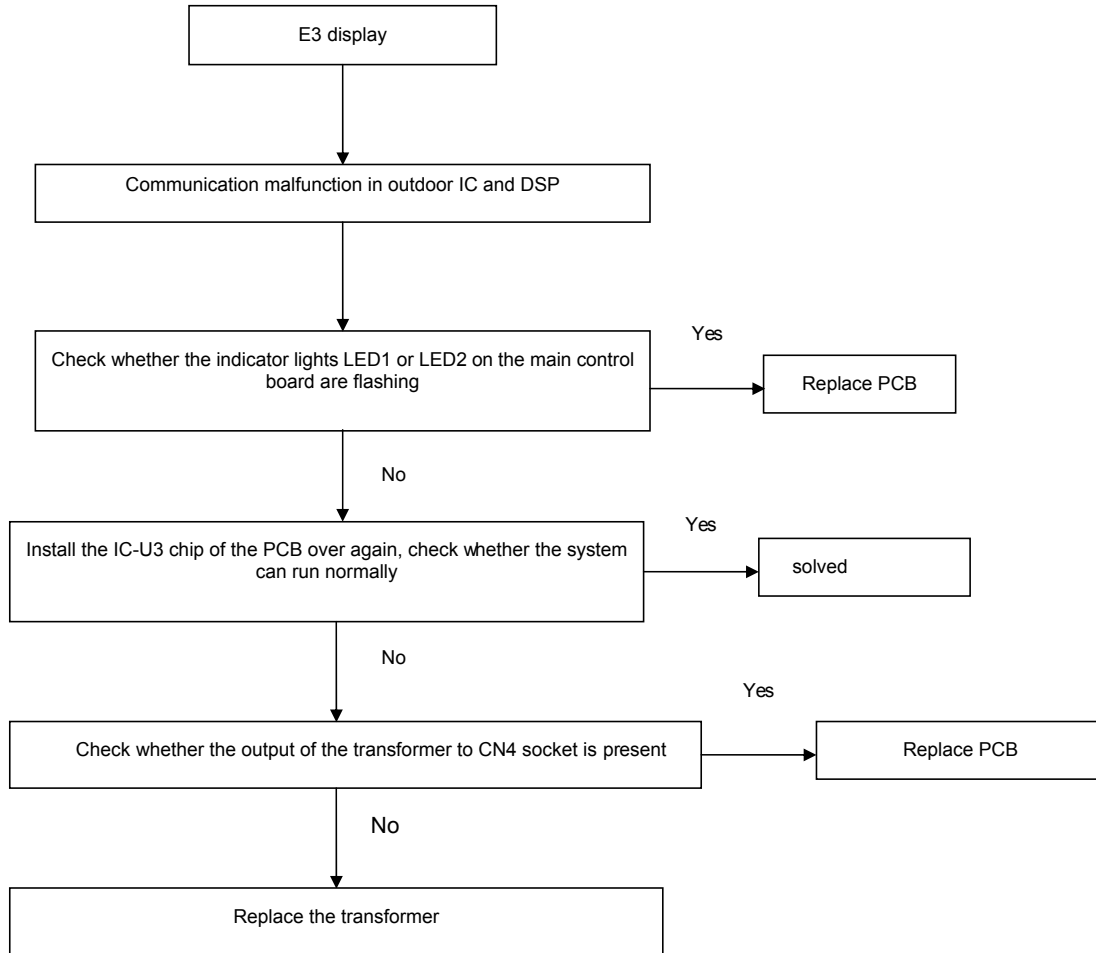 E3 display
Communication malfunction in outdoor IC and DSP
Yes
Check whether the indicator lights LED1 or LED2 on the main control
board are flashing
Replace PCB
No
Yes
Install the IC-U3 chip of the PCB over again, check whether the system
can run normally
solved
No
Yes
Check whether the output of the transformer to CN4 socket is present
Replace PCB
No
Replace the transformer